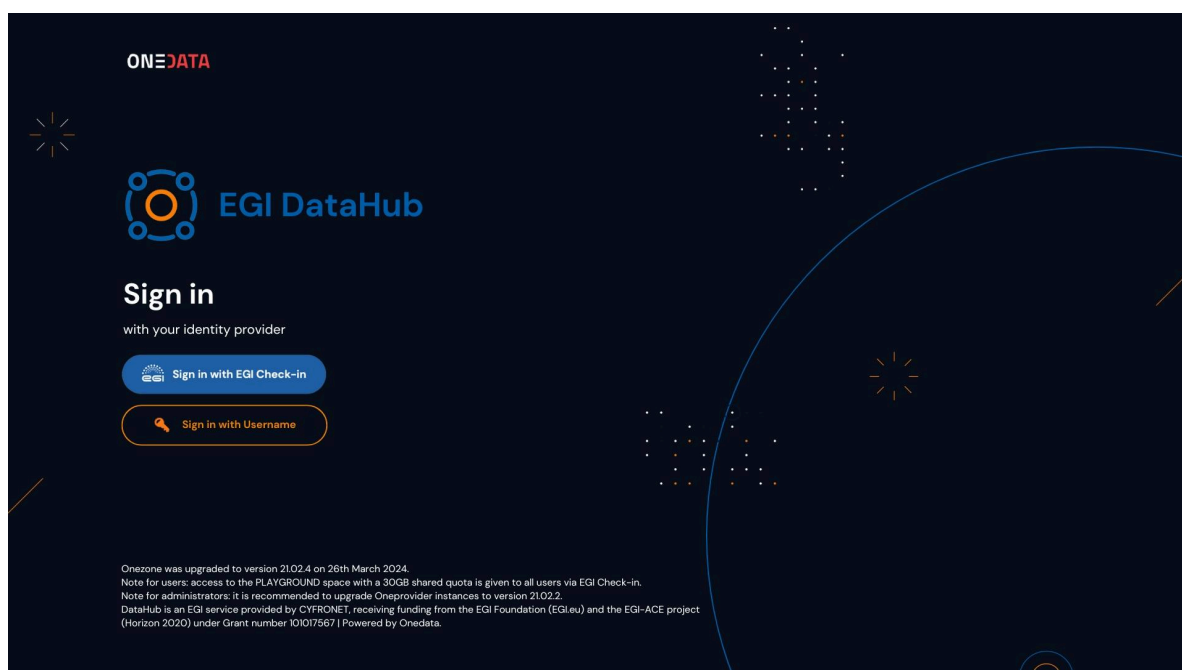 ONEDATA
EGI DataHub
Sign in
with your identity provider
EGI Sign in with EGI Check-in
Sign in with Username
Onezone was upgraded to version 21.02.4 on 26th March 2024.
Note for users: access to the PLAYGROUND space with a 30GB shared quota is given to all users via EGI Check-in.
Note for administrators: it is recommended to upgrade Oneprovider instances to version 21.02.2.
DataHub is an EGI service provided by CYFRONET, receiving funding from the EGI Foundation (EGI.eu) and the EGI-ACE project
(Horizon 2020) under Grant number 101017567 | Powered by Onedata.